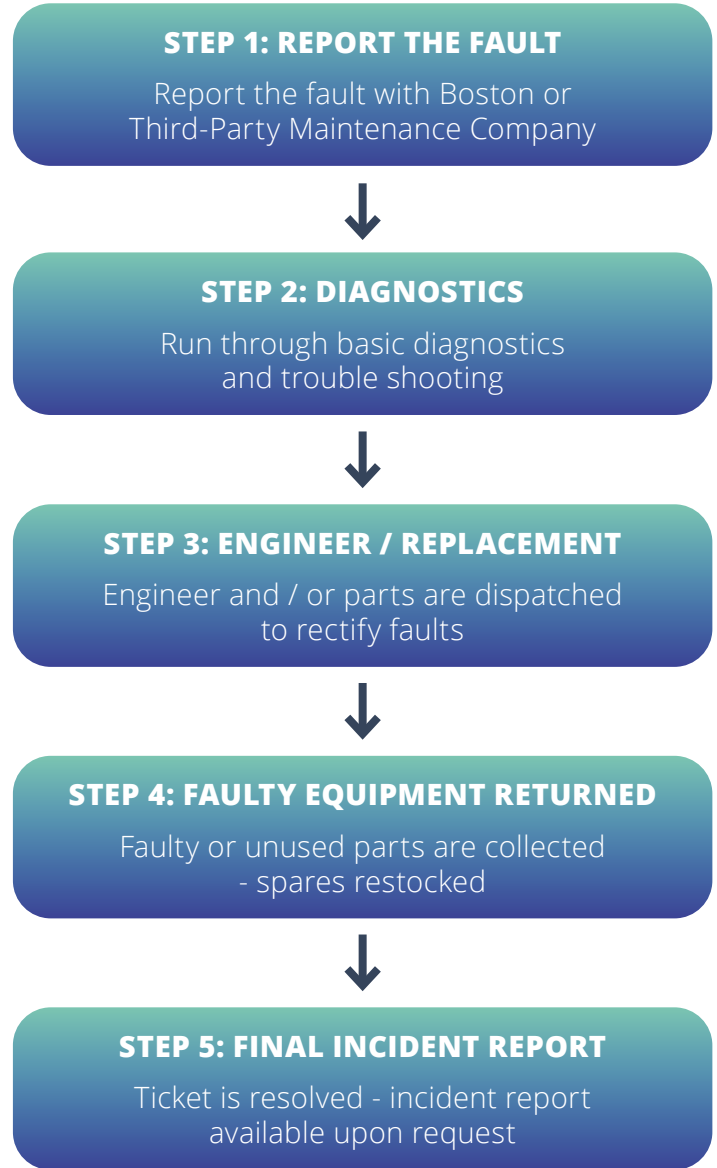 STEP 1: REPORT THE FAULT
Report the fault with Boston or
Third-Party Maintenance Company
STEP 2: DIAGNOSTICS
Run through basic diagnostics
and trouble shooting
STEP 3: ENGINEER / REPLACEMENT
Engineer and / or parts are dispatched
to rectify faults
STEP 4: FAULTY EQUIPMENT RETURNED
Faulty or unused parts are collected
- spares restocked
STEP 5: FINAL INCIDENT REPORT
Ticket is resolved - incident report
available upon request